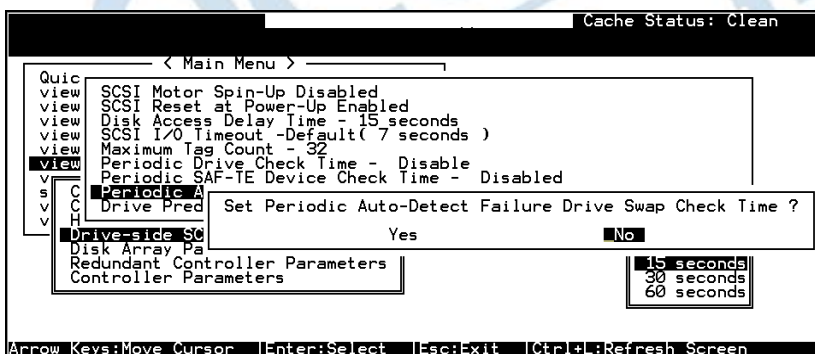 Cache Status: Clean
< Main Menu >
Quic
view SCSI Motor Spin-Up Disabled
view SCSI Reset at Power-Up Enabled
view Disk Access Delay Time - 15 seconds
view SCSI I/O Timeout -Default( 7 seconds )
view Maximum Tag Count - 32
view Periodic Drive Check Time - Disable
v Periodic SAF-TE Device Check Time - Disabled
s C Periodic A
v C Drive Pred
Set Periodic Auto-Detect Failure Drive Swap Check Time ?
v H
Yes No
Drive-side SC
Disk Array Pa
Redundant Controller Parameters
Controller Parameters
15 seconds
30 seconds
60 seconds
Arrow Keys:Move Cursor |Enter:Select |Esc:Exit |Ctrl+L:Refresh Screen